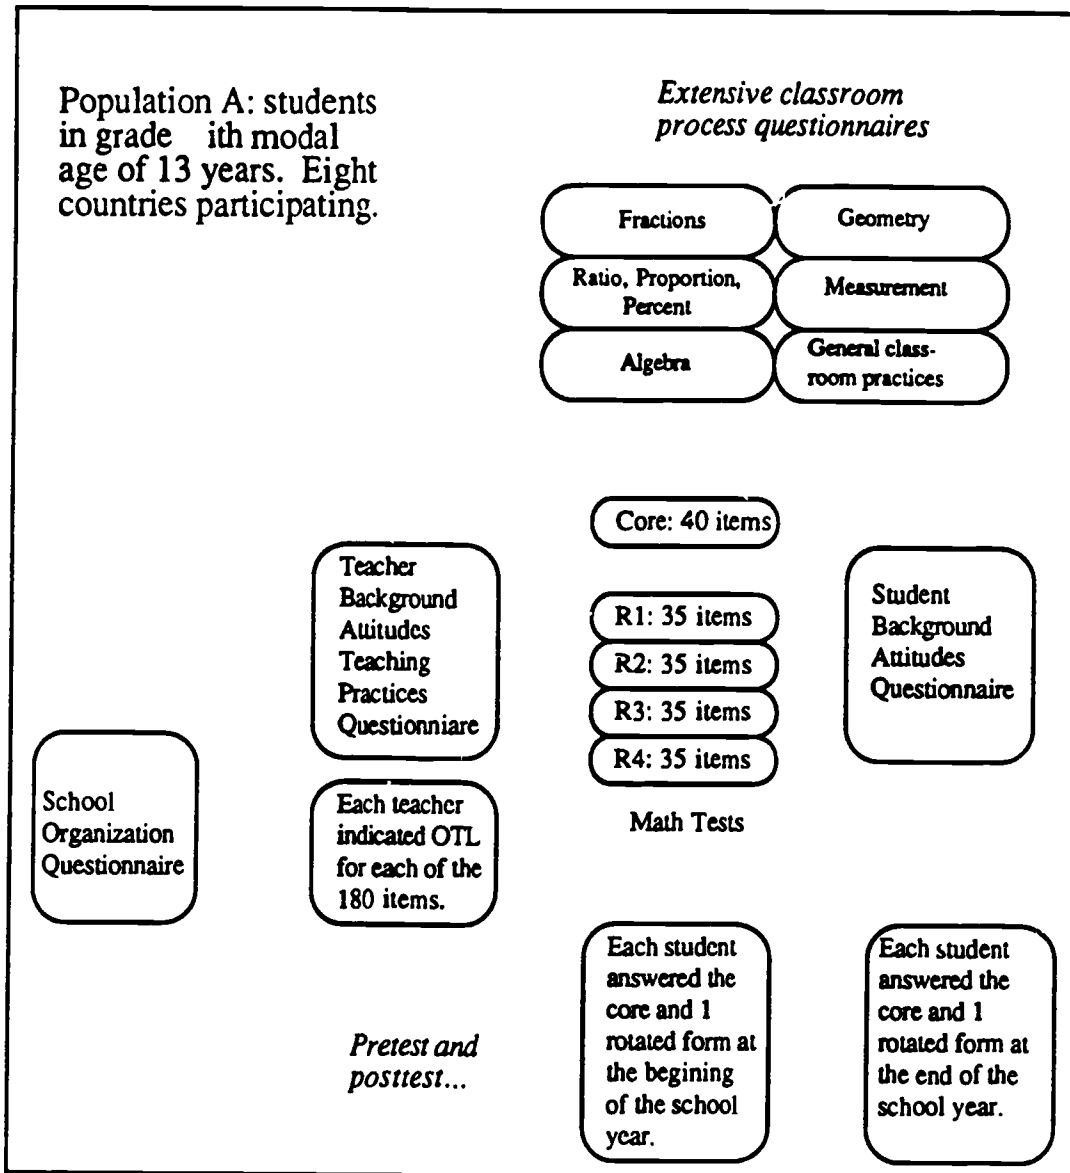 Population A: students
in grade ith modal
age of 13 years. Eight
countries participating.
Extensive classroom
process questionnaires
Fractions
Geometry
Ratio, Proportion,
Percent
Measurement
Algebra
General class-
room practices
Core: 40 items
Teacher
Background
Attitudes
Teaching
Practices
Questionniare
R1: 35 items
R2: 35 items
R3: 35 items
R4: 35 items
Math Tests
Student
Background
Attitudes
Questionnaire
School
Organization
Questionnaire
Each teacher
indicated OTL
for each of the
180 items.
Pretest and
posttest...
Each student
answered the
core and 1
rotated form at
the begining
of the school
year.
Each student
answered the
core and 1
rotated form at
the end of the
school year.